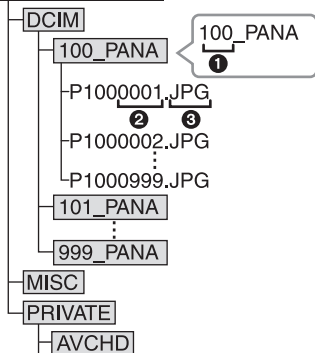 DCIM
100_PANA
100_PANA
❶
P1000001.JPG
❷ ❸
P1000002.JPG
P1000999.JPG
101_PANA
999_PANA
MISC
PRIVATE
AVCHD